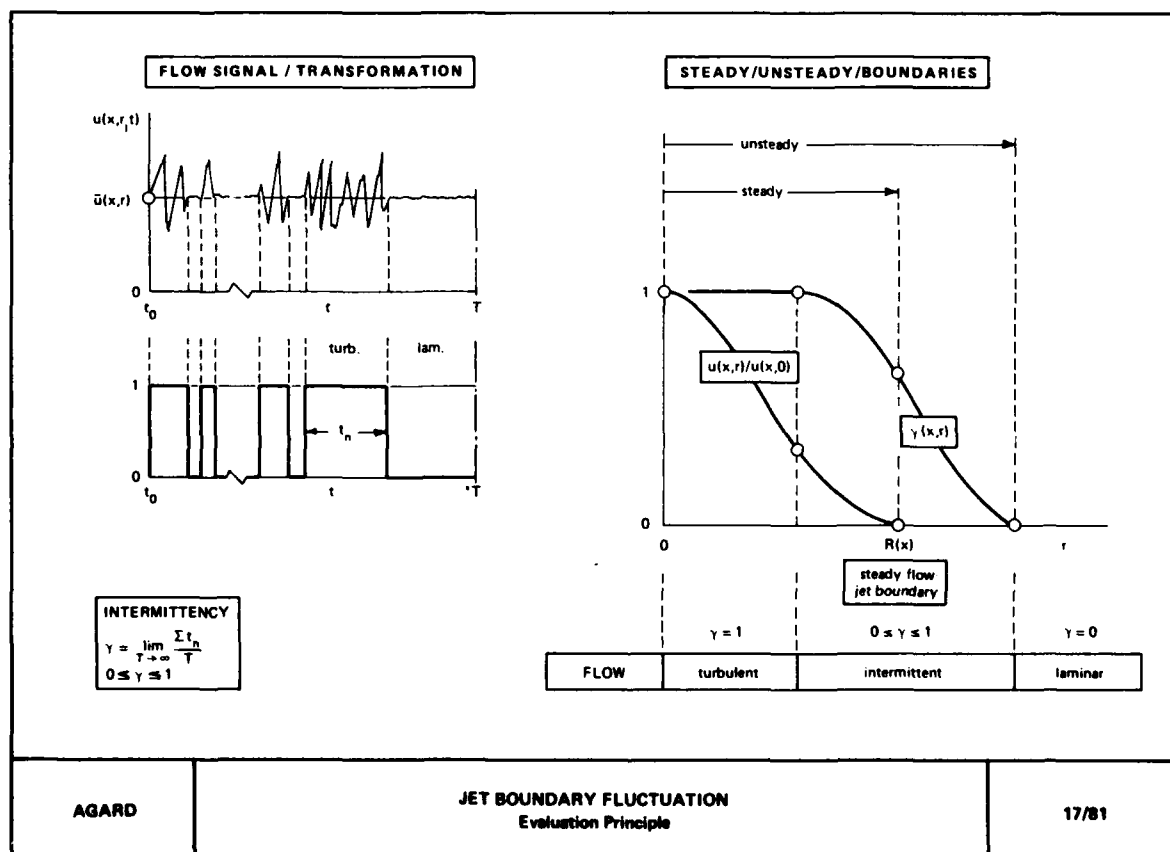 FLOW SIGNAL / TRANSFORMATION
u(x,r,t)
ū(x,r)
0
t₀
t
T
turb.
lam.
1
tₙ
0
t₀
t
T
INTERMITTENCY
γ = lim T→∞ Σtₙ/T
0 ≤ γ ≤ 1
STEADY/UNSTEADY/BOUNDARIES
unsteady
steady
1
u(x,r)/u(x,0)
γ(x,r)
0
0
R(x)
r
steady flow
jet boundary
γ = 1
0 ≤ γ ≤ 1
γ = 0
FLOW
turbulent
intermittent
laminar
AGARD
JET BOUNDARY FLUCTUATION
Evaluation Principle
17/81